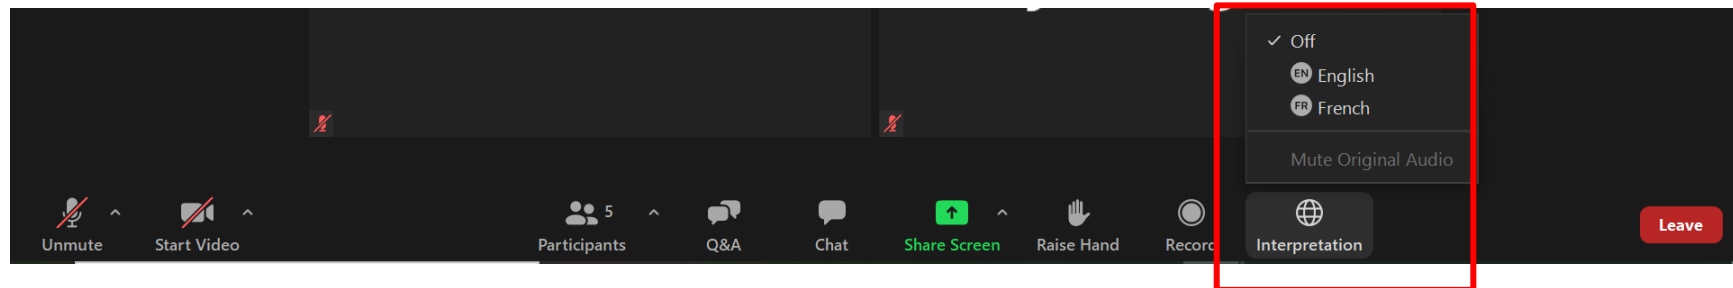 Off
EN English
FR French
Mute Original Audio
5
Unmute
Start Video
Participants
Q&A
Chat
Share Screen
Raise Hand
Record
Interpretation
Leave